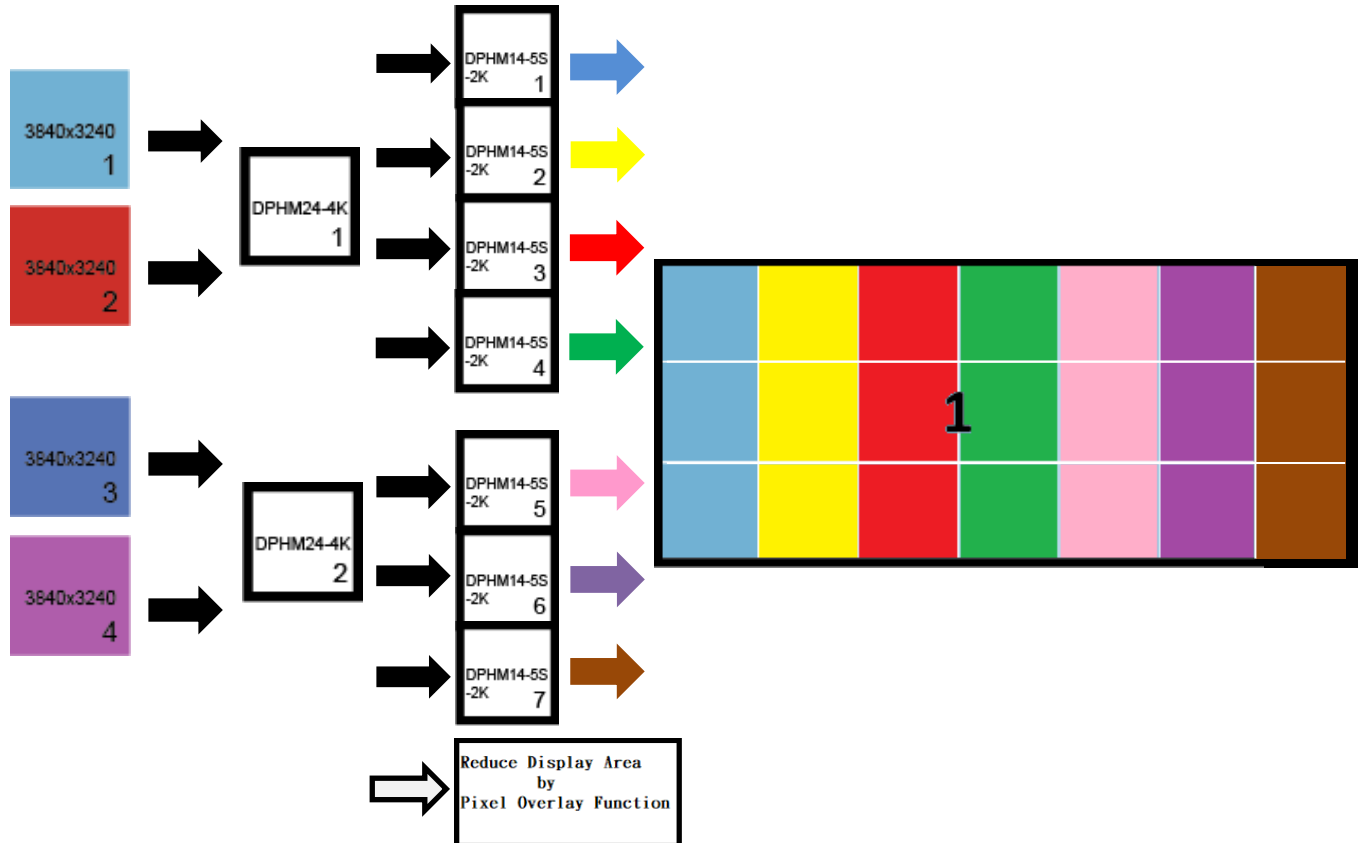 3840x3240
1
3840x3240
2
3840x3240
3
3840x3240
4
DPHM24-4K
1
DPHM24-4K
2
DPHM14-5S
-2K
1
DPHM14-5S
-2K
2
DPHM14-5S
-2K
3
DPHM14-5S
-2K
4
DPHM14-5S
-2K
5
DPHM14-5S
-2K
6
DPHM14-5S
-2K
7
Reduce Display Area
by
Pixel Overlay Function
1